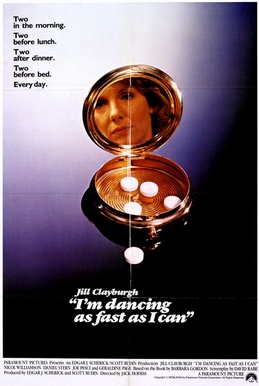 Two
in the morning.
Two
before lunch.
Two
after dinner.
Two
before bed.
Every day.
Jill Clayburgh
"I'm dancing
as fast as I can"
PARAMOUNT PICTURES Presents An EDGAR J. SCHERICK/SCOTT RUDIN Production JILL CLAYBURGH "I'M DANCING AS FAST AS I CAN"
NICOL WILLIAMSON DANIEL STERN JOE PESCI and GERALDINE PAGE Based on the Book by BARBARA GORDON Screenplay by DAVID RABE
Produced by EDGAR J. SCHERICK and SCOTT RUDIN Directed by JACK HOFSISS A PARAMOUNT PICTURE